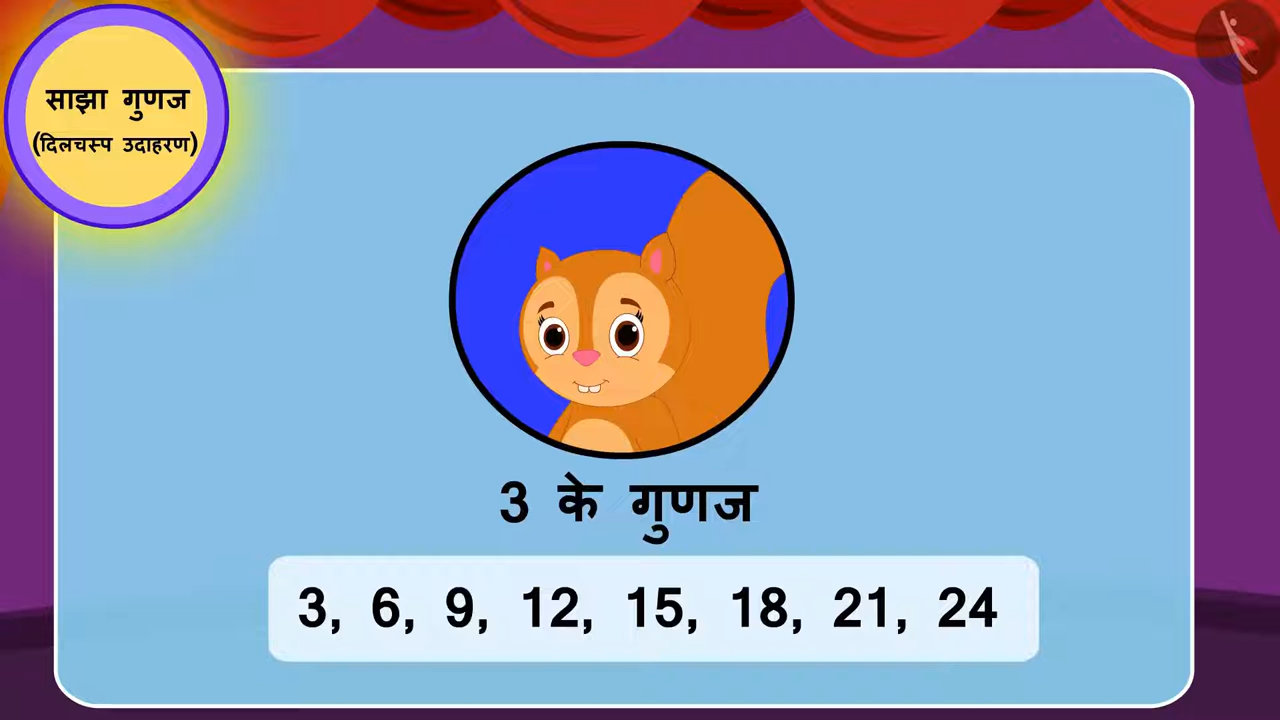 साझा गुणज
(दिलचस्प उदाहरण)
3 के गुणज
3, 6, 9, 12, 15, 18, 21, 24